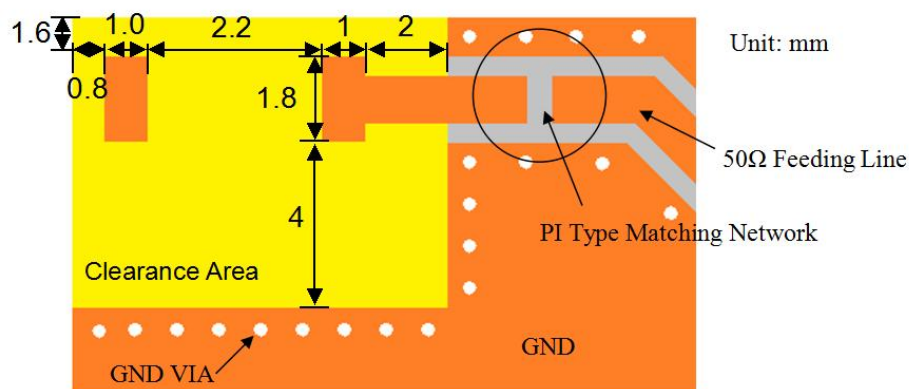 1.6
1.0
2.2
1
2
Unit: mm
0.8
1.8
50Ω Feeding Line
4
PI Type Matching Network
Clearance Area
GND VIA
GND